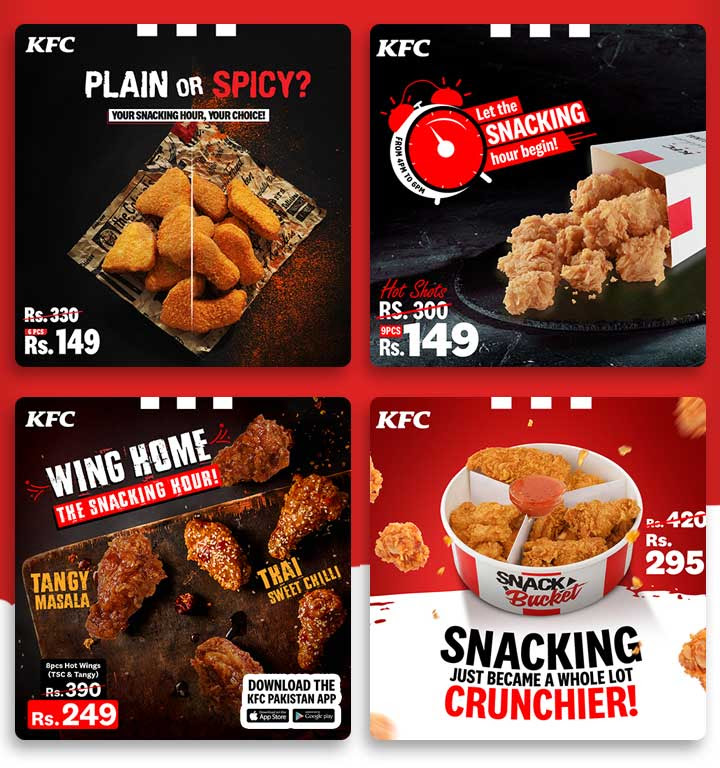 KFC
PLAIN OR SPICY?
YOUR SNACKING HOUR, YOUR CHOICE!
Rs. 330
6 PCS
Rs. 149
KFC
Let the
SNACKING
hour begin!
FROM 4PM TO 6PM
KFC
Hot Shots
Rs. 300
9PCS
Rs. 149
KFC
WING HOME
THE SNACKING HOUR!
TANGY
MASALA
THAI
SWEET CHILLI
8pcs Hot Wings
(TSC & Tangy)
Rs. 390
Rs. 249
DOWNLOAD THE
KFC PAKISTAN APP
App Store
Google play
KFC
Rs. 420
Rs.
295
SNACK
Bucket
SNACKING
JUST BECAME A WHOLE LOT
CRUNCHIER!